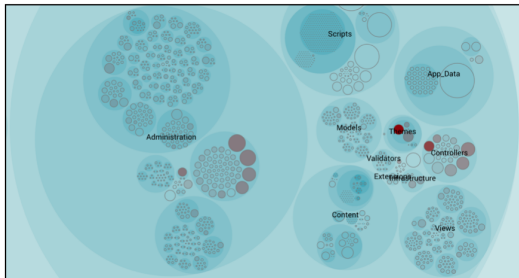 Scripts
App_Data
Models
Themes
Administration
Controllers
Validators
Extensions
Infrastructure
Content
Views